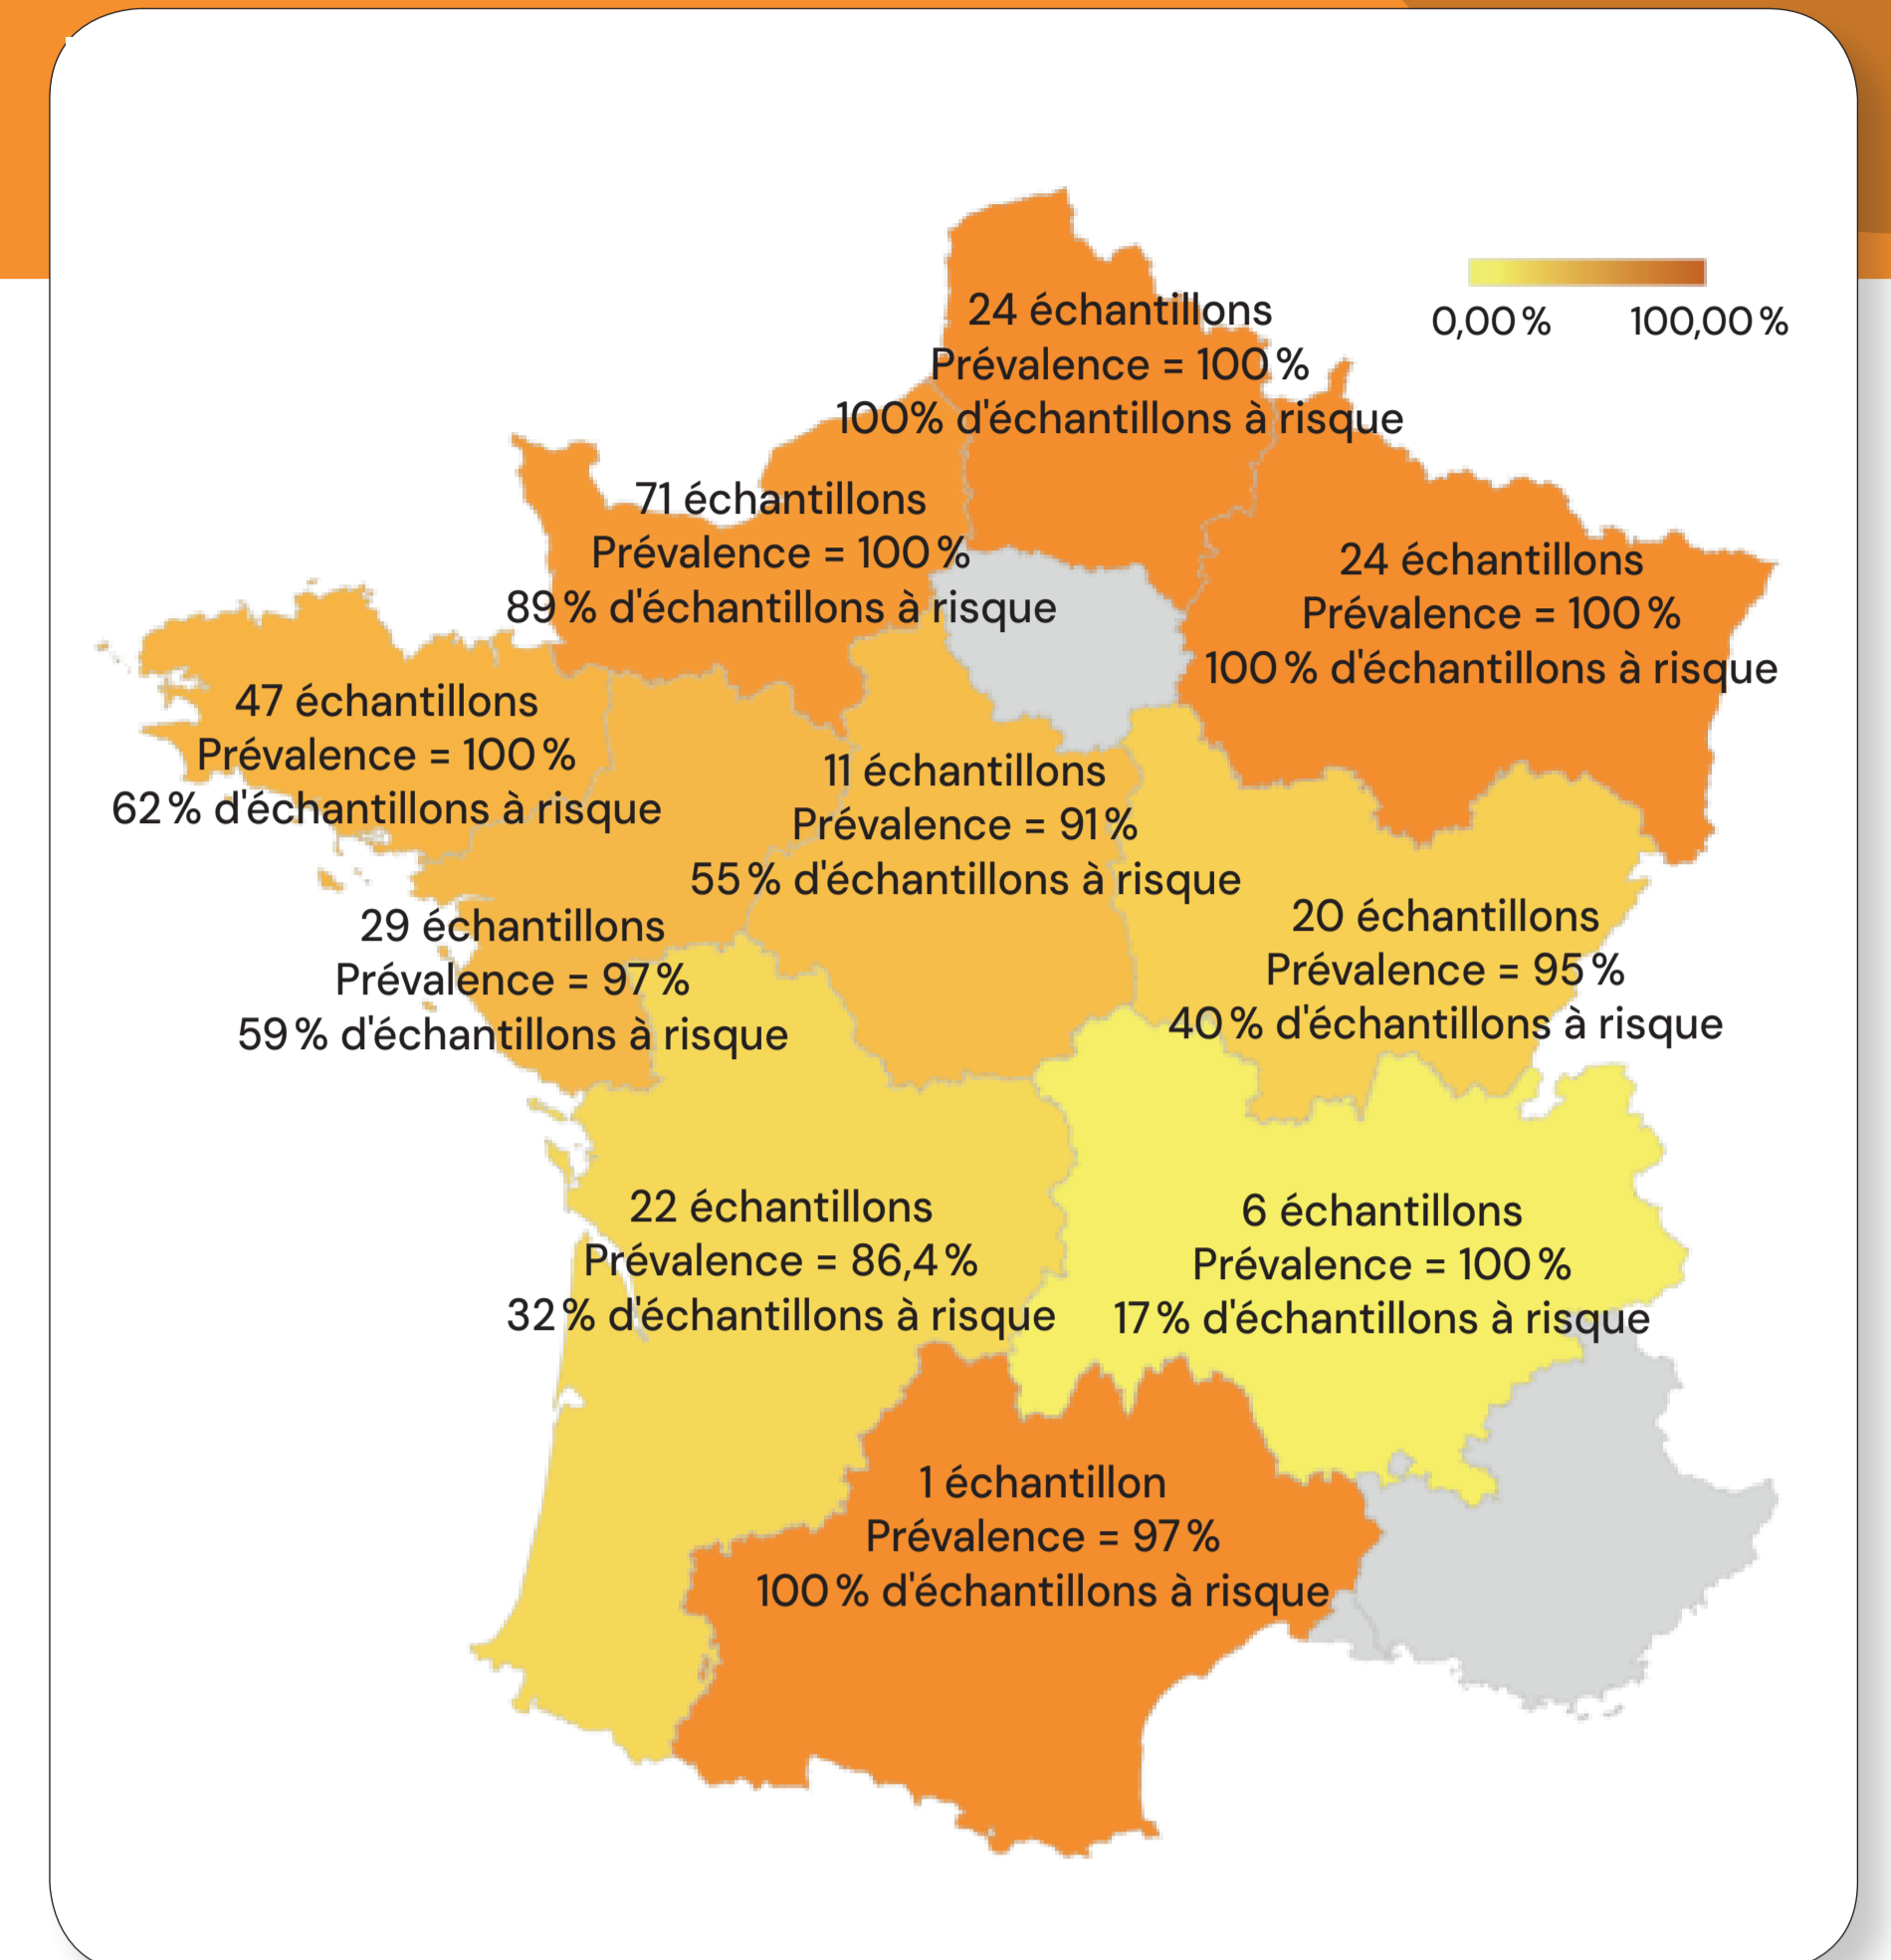 24 échantillons
Prévalence = 100 %
100% d'échantillons à risque
0,00 %
100,00 %
71 échantillons
Prévalence = 100 %
89 % d'échantillons à risque
24 échantillons
Prévalence = 100 %
100 % d'échantillons à risque
47 échantillons
Prévalence = 100 %
62 % d'échantillons à risque
11 échantillons
Prévalence = 91 %
55 % d'échantillons à risque
29 échantillons
Prévalence = 97 %
59 % d'échantillons à risque
20 échantillons
Prévalence = 95 %
40 % d'échantillons à risque
22 échantillons
Prévalence = 86,4 %
32 % d'échantillons à risque
6 échantillons
Prévalence = 100 %
17 % d'échantillons à risque
1 échantillon
Prévalence = 97 %
100 % d'échantillons à risque